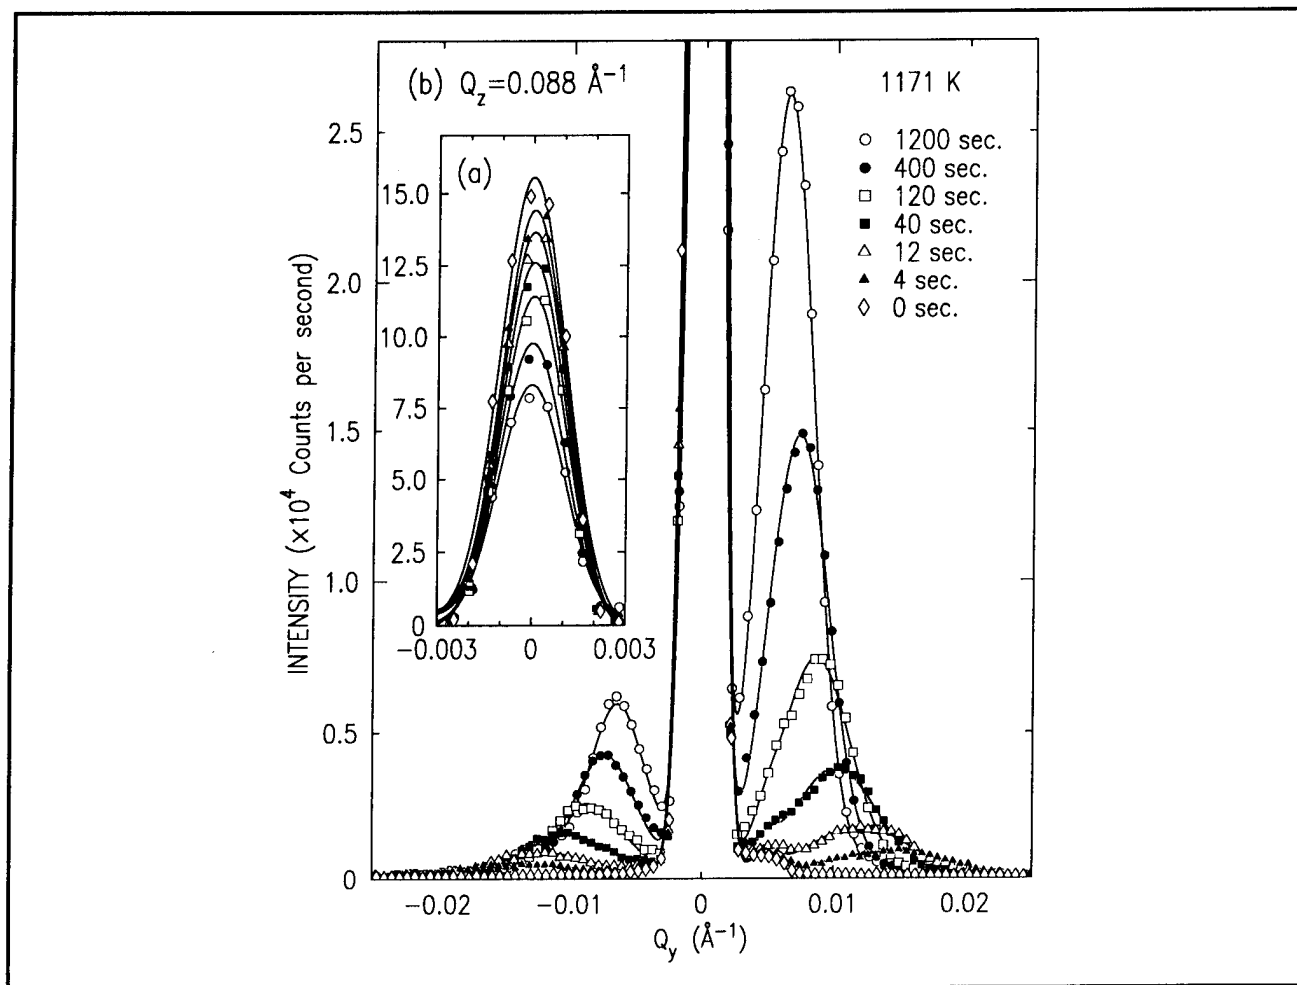 (b) Q_z=0.088 Å⁻¹
1171 K
1200 sec.
400 sec.
120 sec.
40 sec.
12 sec.
4 sec.
0 sec.
(a)
15.0
12.5
10.0
7.5
5.0
2.5
0
−0.003 0 0.003
INTENSITY (×10⁴ Counts per second)
2.5
2.0
1.5
1.0
0.5
0
−0.02 −0.01 0 0.01 0.02
Q_y (Å⁻¹)